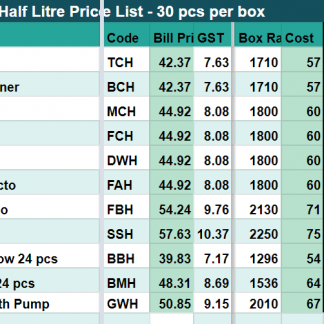 Half Litre Price List - 30 pcs per box
Code Bill Pri GST Box Ra Cost
TCH 42.37 7.63 1710 57
ner BCH 42.37 7.63 1710 57
MCH 44.92 8.08 1800 60
FCH 44.92 8.08 1800 60
DWH 44.92 8.08 1800 60
cto FAH 44.92 8.08 1800 60
o FBH 54.24 9.76 2130 71
SSH 57.63 10.37 2250 75
ow 24 pcs BBH 39.83 7.17 1296 54
24 pcs BMH 48.31 8.69 1536 64
th Pump GWH 50.85 9.15 2010 67